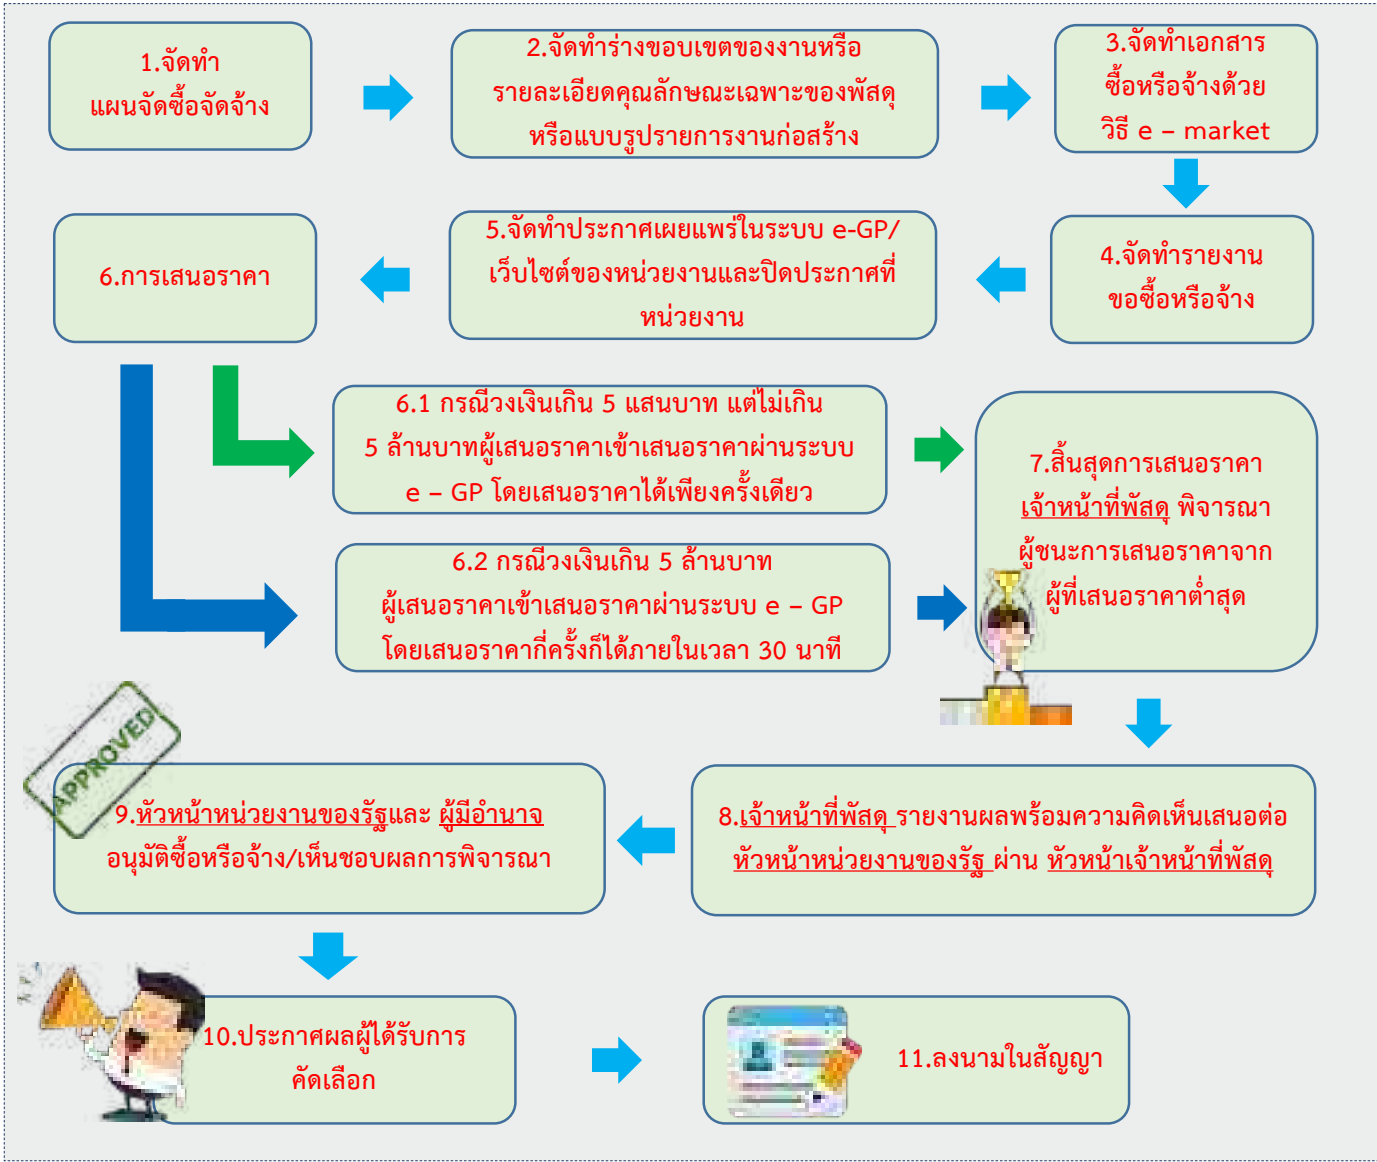 1.จัดทำ
แผนจัดซื้อจัดจ้าง
2.จัดทำร่างขอบเขตของงานหรือ
รายละเอียดคุณลักษณะเฉพาะของพัสดุ
หรือแบบรูปรายการงานก่อสร้าง
3.จัดทำเอกสาร
ซื้อหรือจ้างด้วย
วิธี e – market
4.จัดทำรายงาน
ขอซื้อหรือจ้าง
5.จัดทำประกาศเผยแพร่ในระบบ e-GP/
เว็บไซต์ของหน่วยงานและปิดประกาศที่
หน่วยงาน
6.การเสนอราคา
6.1 กรณีวงเงินเกิน 5 แสนบาท แต่ไม่เกิน
5 ล้านบาทผู้เสนอราคาเข้าเสนอราคาผ่านระบบ
e – GP โดยเสนอราคาได้เพียงครั้งเดียว
6.2 กรณีวงเงินเกิน 5 ล้านบาท
ผู้เสนอราคาเข้าเสนอราคาผ่านระบบ e – GP
โดยเสนอราคากี่ครั้งก็ได้ภายในเวลา 30 นาที
7.สิ้นสุดการเสนอราคา
เจ้าหน้าที่พัสดุ พิจารณา
ผู้ชนะการเสนอราคาจาก
ผู้ที่เสนอราคาต่ำสุด
8.เจ้าหน้าที่พัสดุ รายงานผลพร้อมความคิดเห็นเสนอต่อ
หัวหน้าหน่วยงานของรัฐ ผ่าน หัวหน้าเจ้าหน้าที่พัสดุ
APPROVED
9.หัวหน้าหน่วยงานของรัฐและ ผู้มีอำนาจ
อนุมัติซื้อหรือจ้าง/เห็นชอบผลการพิจารณา
10.ประกาศผลผู้ได้รับการ
คัดเลือก
11.ลงนามในสัญญา